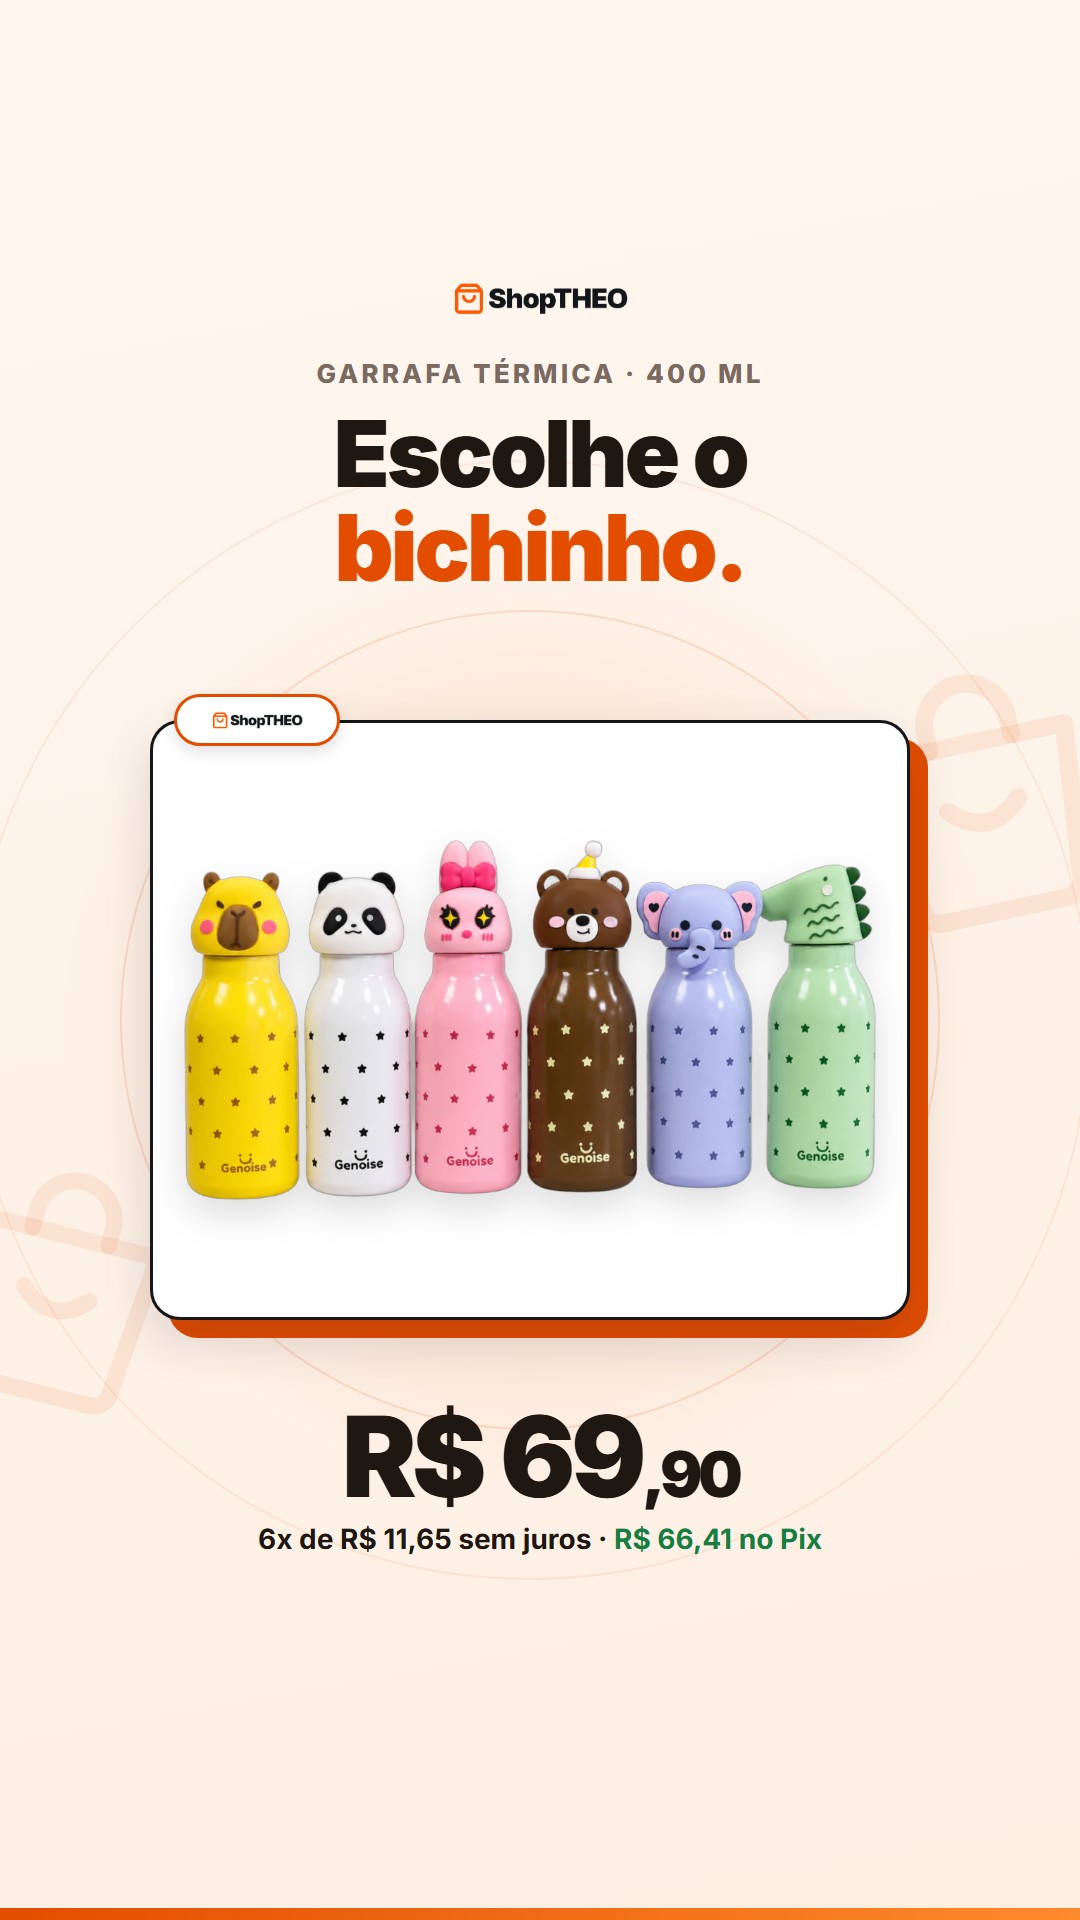 ShopTHEO
GARRAFA TÉRMICA · 400 ML
Escolhe o
bichinho.
ShopTHEO
Genoise Genoise Genoise Genoise Genoise
R$ 69,90
6x de R$ 11,65 sem juros · R$ 66,41 no Pix